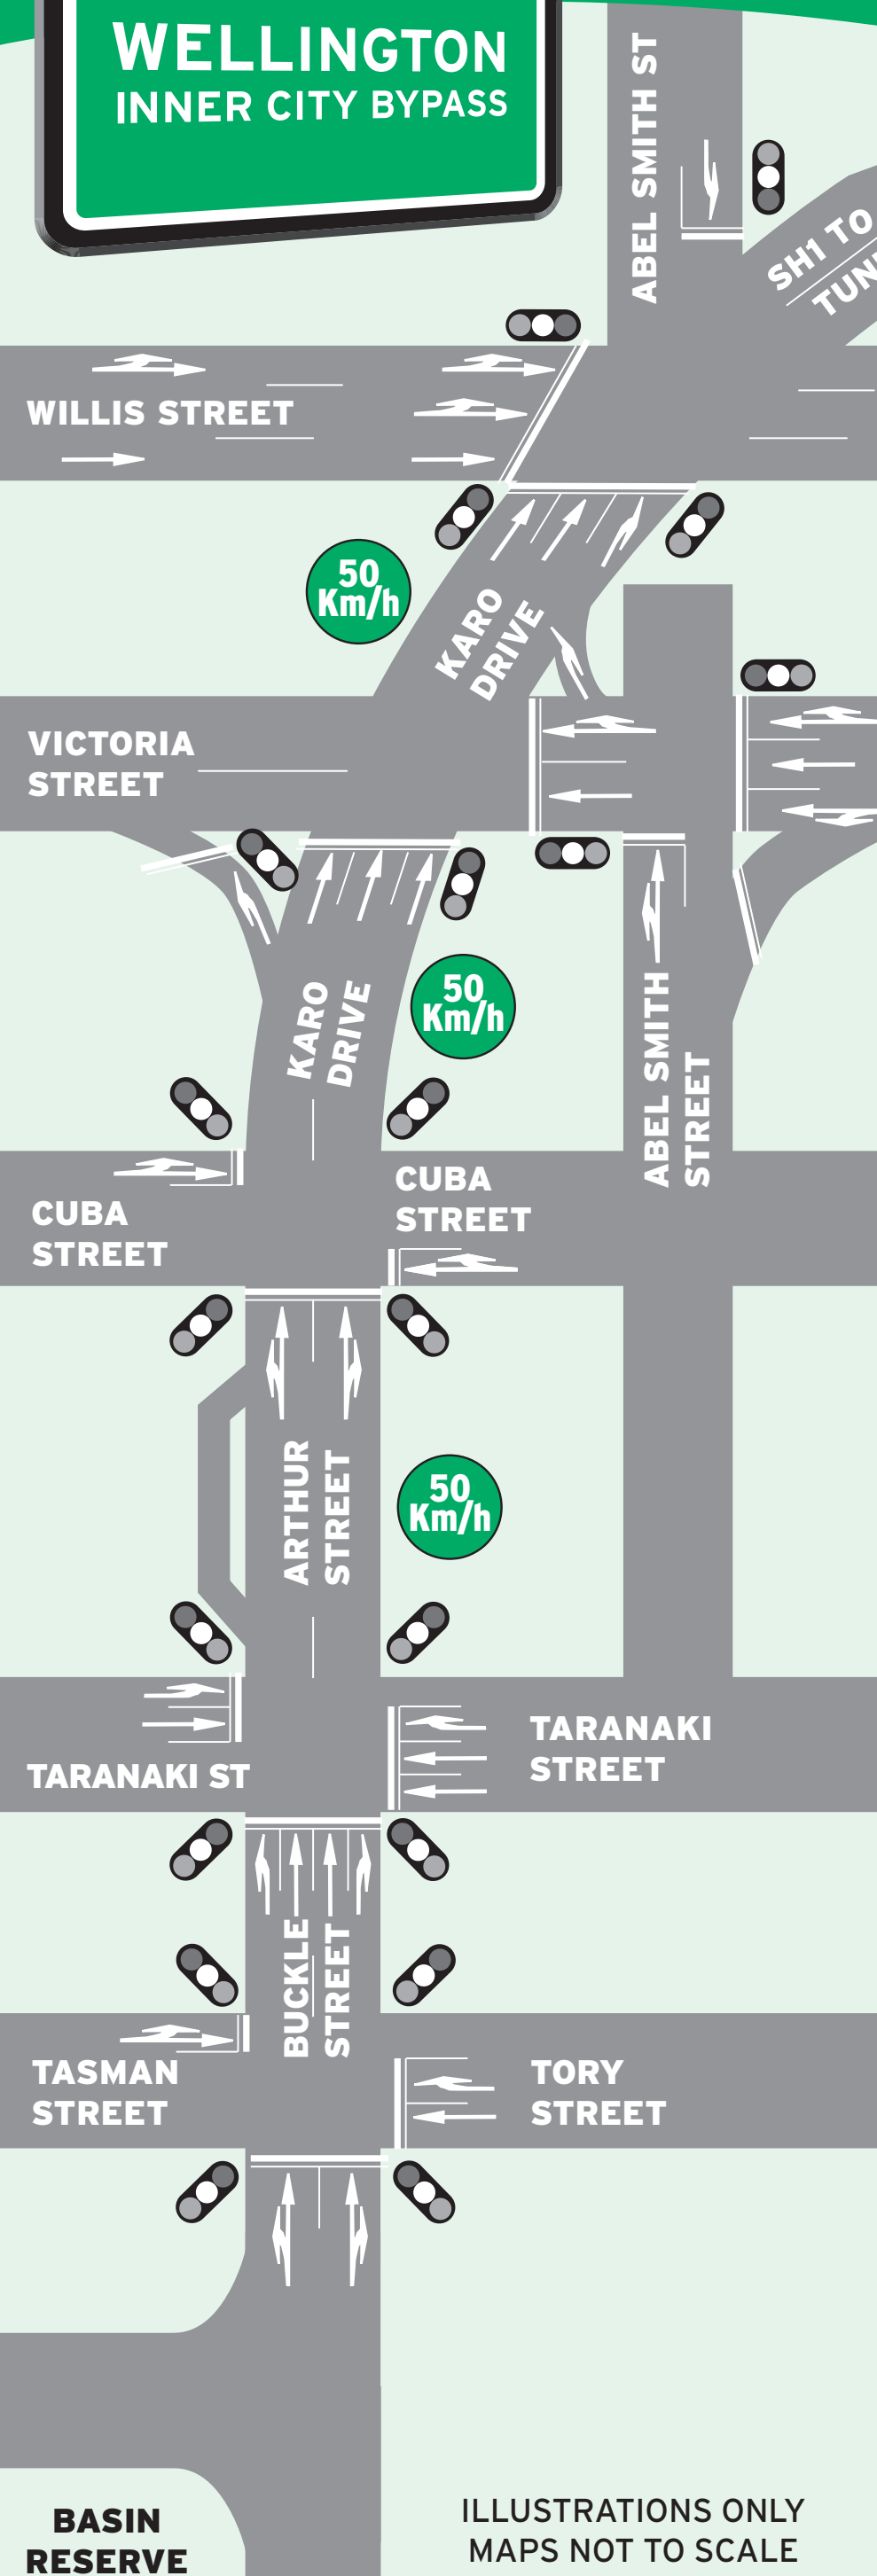 WELLINGTON
INNER CITY BYPASS
ABEL SMITH ST
SH1 TO
WILLIS STREET
50
Km/h
KARO
DRIVE
VICTORIA
STREET
KARO
DRIVE
50
Km/h
ABEL SMITH
STREET
CUBA
STREET
CUBA
STREET
ARTHUR
STREET
50
Km/h
TARANAKI
STREET
TARANAKI ST
BUCKLE
STREET
TASMAN
STREET
TORY
STREET
BASIN
RESERVE
ILLUSTRATIONS ONLY
MAPS NOT TO SCALE